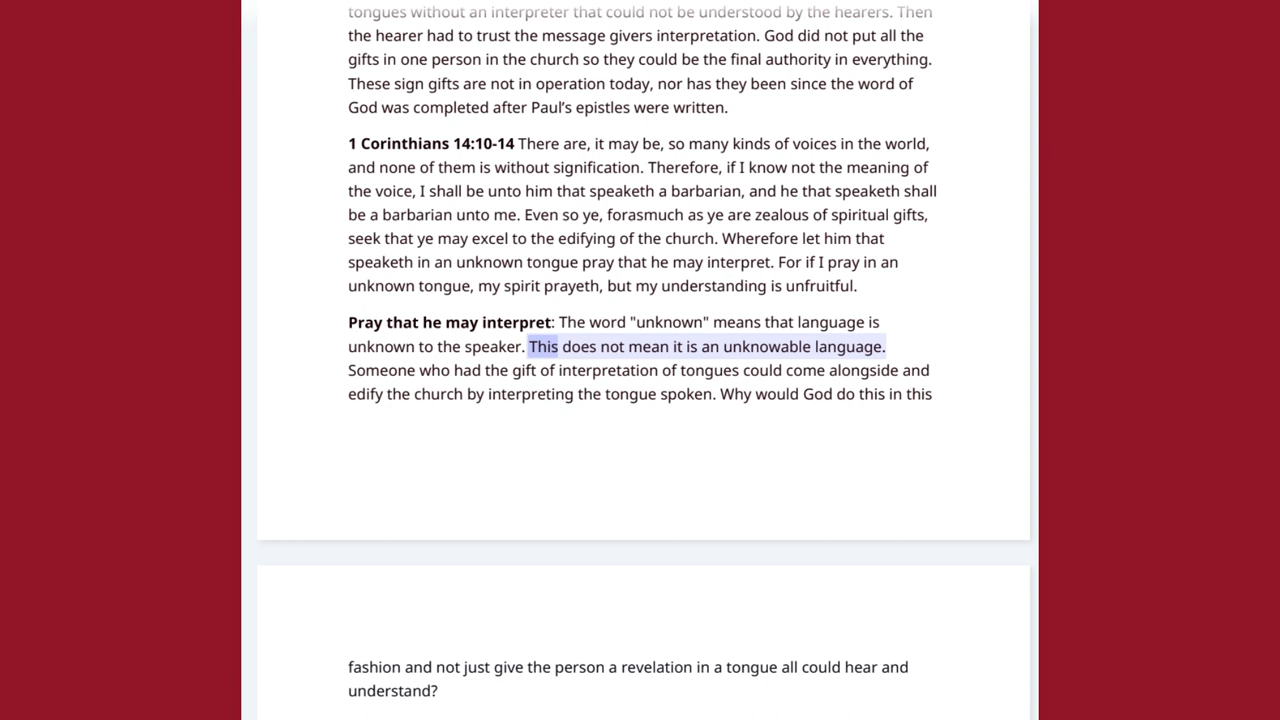 tongues without an interpreter that could not be understood by the hearers. Then
the hearer had to trust the message givers interpretation. God did not put all the
gifts in one person in the church so they could be the final authority in everything.
These sign gifts are not in operation today, nor has they been since the word of
God was completed after Paul’s epistles were written.
1 Corinthians 14:10-14 There are, it may be, so many kinds of voices in the world,
and none of them is without signification. Therefore, if I know not the meaning of
the voice, I shall be unto him that speaketh a barbarian, and he that speaketh shall
be a barbarian unto me. Even so ye, forasmuch as ye are zealous of spiritual gifts,
seek that ye may excel to the edifying of the church. Wherefore let him that
speaketh in an unknown tongue pray that he may interpret. For if I pray in an
unknown tongue, my spirit prayeth, but my understanding is unfruitful.
Pray that he may interpret: The word "unknown" means that language is
unknown to the speaker. This does not mean it is an unknowable language.
Someone who had the gift of interpretation of tongues could come alongside and
edify the church by interpreting the tongue spoken. Why would God do this in this
fashion and not just give the person a revelation in a tongue all could hear and
understand?